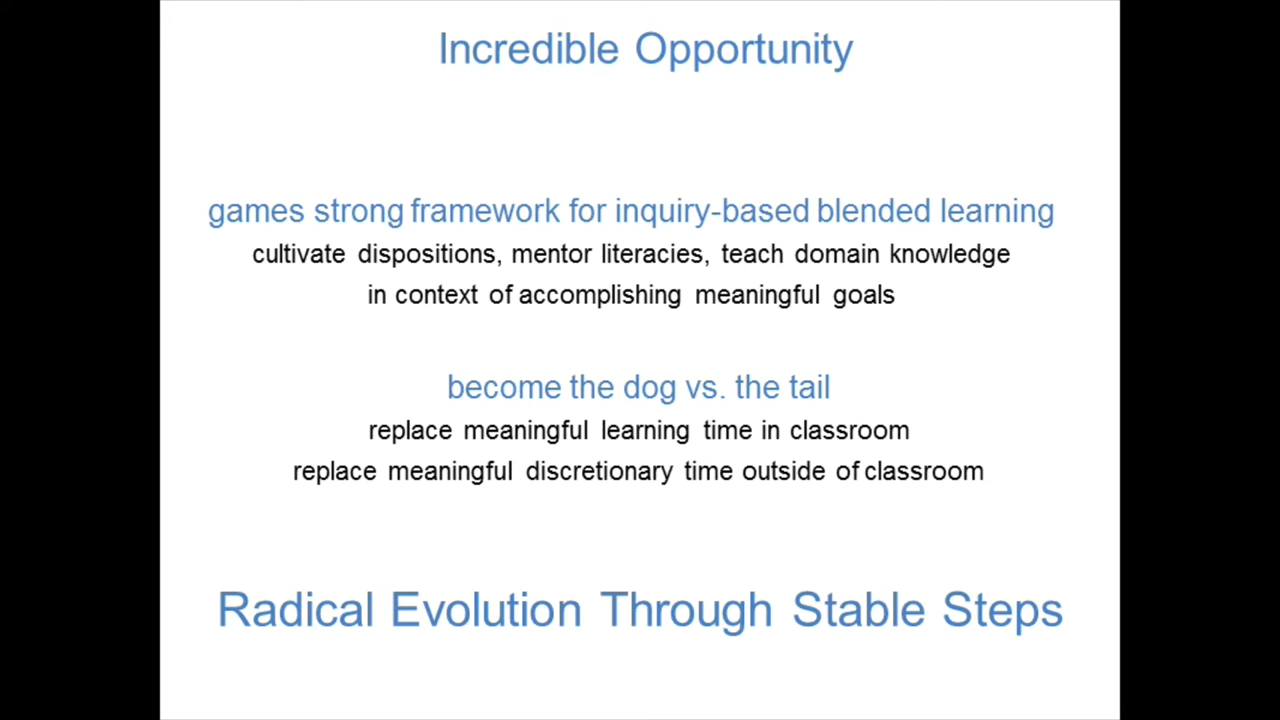 Incredible Opportunity
games strong framework for inquiry-based blended learning
cultivate dispositions, mentor literacies, teach domain knowledge
in context of accomplishing meaningful goals
become the dog vs. the tail
replace meaningful learning time in classroom
replace meaningful discretionary time outside of classroom
Radical Evolution Through Stable Steps